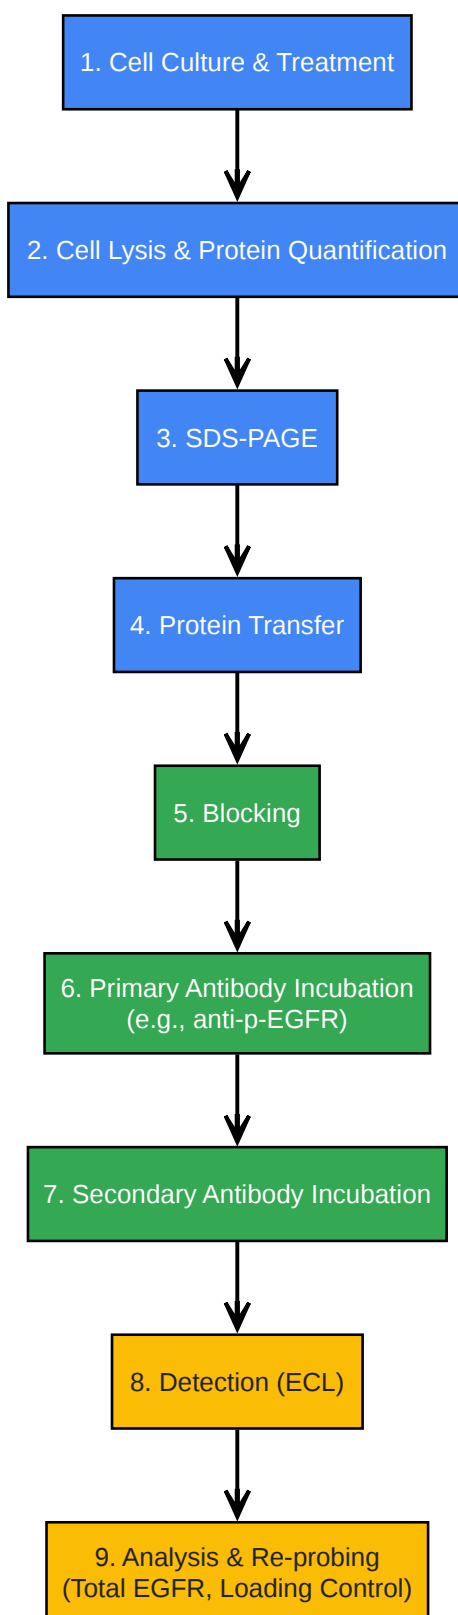 1. Cell Culture & Treatment
2. Cell Lysis & Protein Quantification
3. SDS-PAGE
4. Protein Transfer
5. Blocking
6. Primary Antibody Incubation
(e.g., anti-p-EGFR)
7. Secondary Antibody Incubation
8. Detection (ECL)
9. Analysis & Re-probing
(Total EGFR, Loading Control)